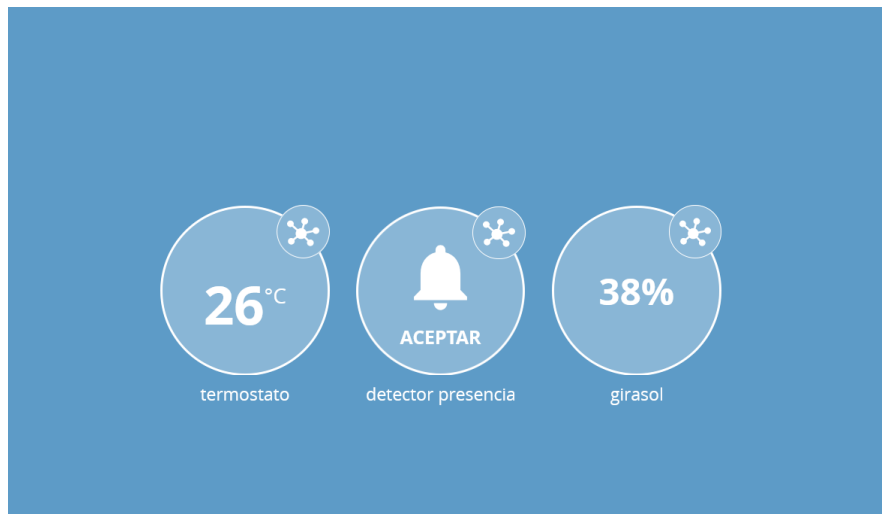 26°C
ACEPTAR
38%
termostato
detector presencia
girasol